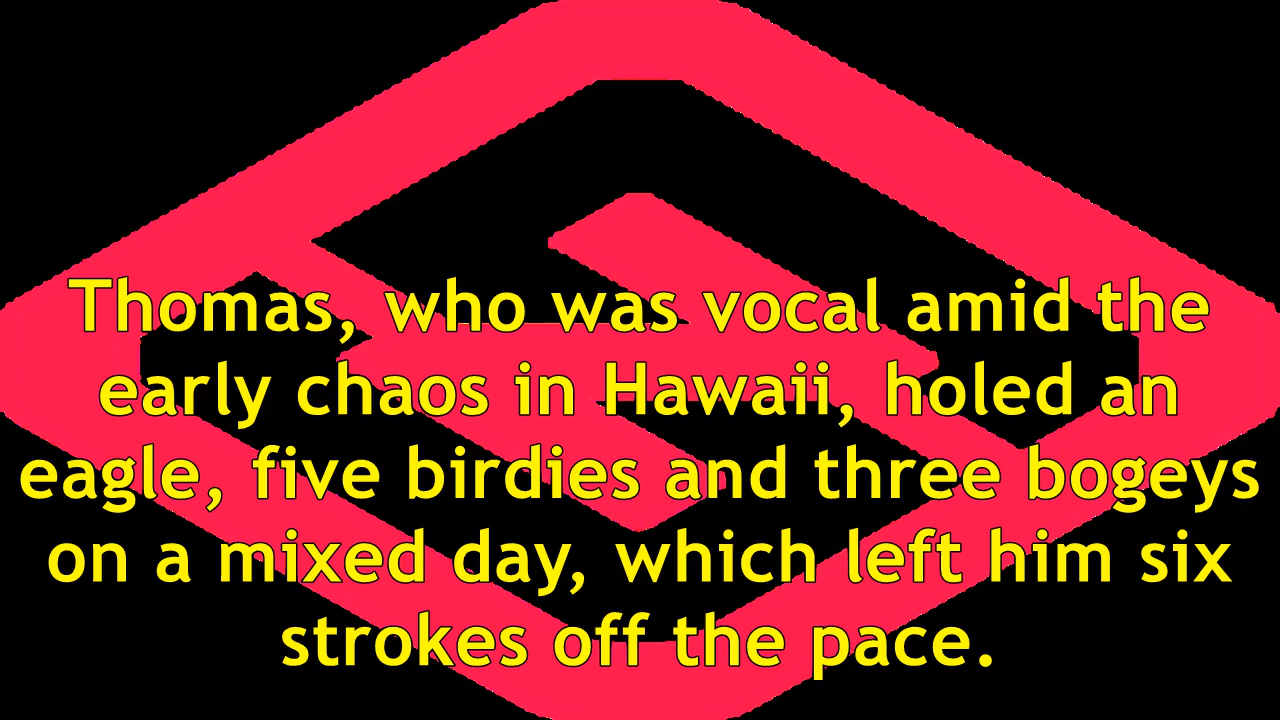 Thomas, who was vocal amid the
early chaos in Hawaii, holed an
eagle, five birdies and three bogeys
on a mixed day, which left him six
strokes off the pace.